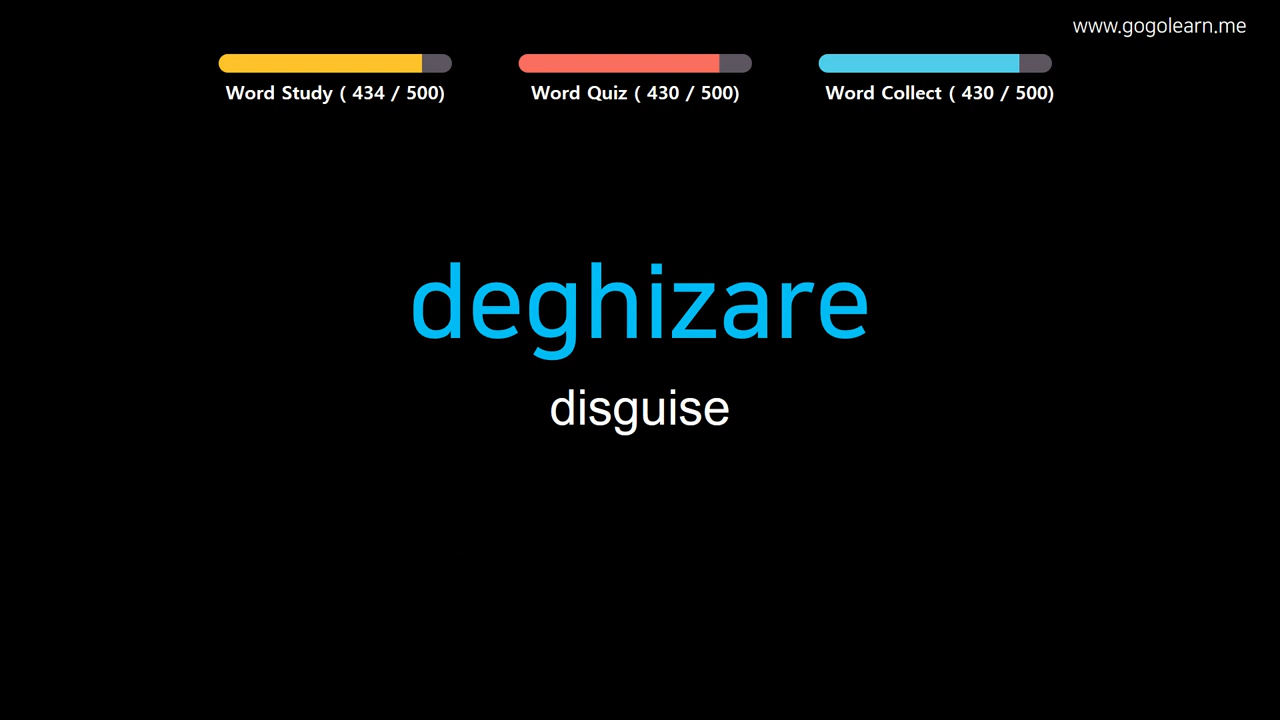 www.gogolearn.me
Word Study ( 434 / 500)
Word Quiz ( 430 / 500)
Word Collect ( 430 / 500)
deghizare
disguise